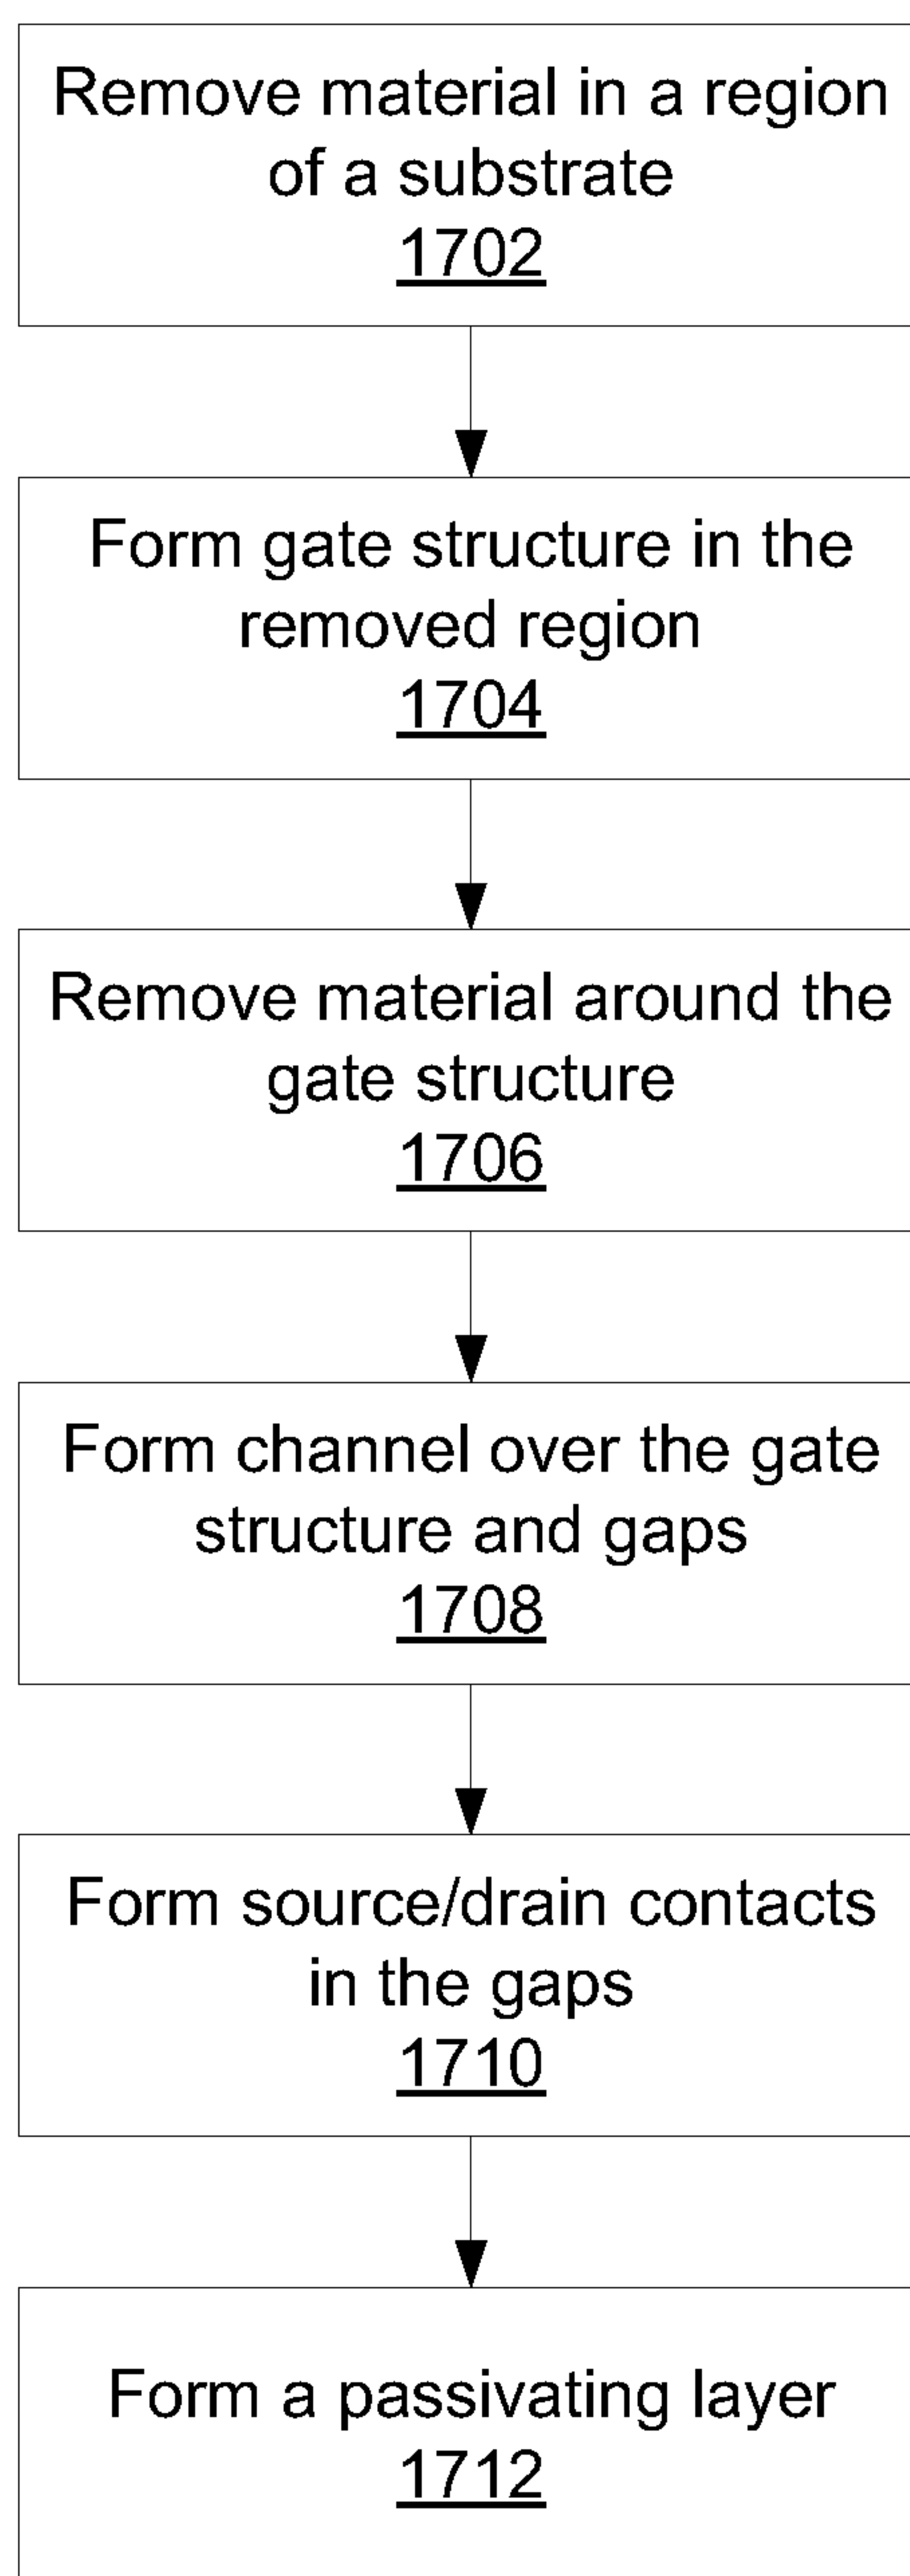 Remove material in a region
of a substrate
1702
Form gate structure in the
removed region
1704
Remove material around the
gate structure
1706
Form channel over the gate
structure and gaps
1708
Form source/drain contacts
in the gaps
1710
Form a passivating layer
1712